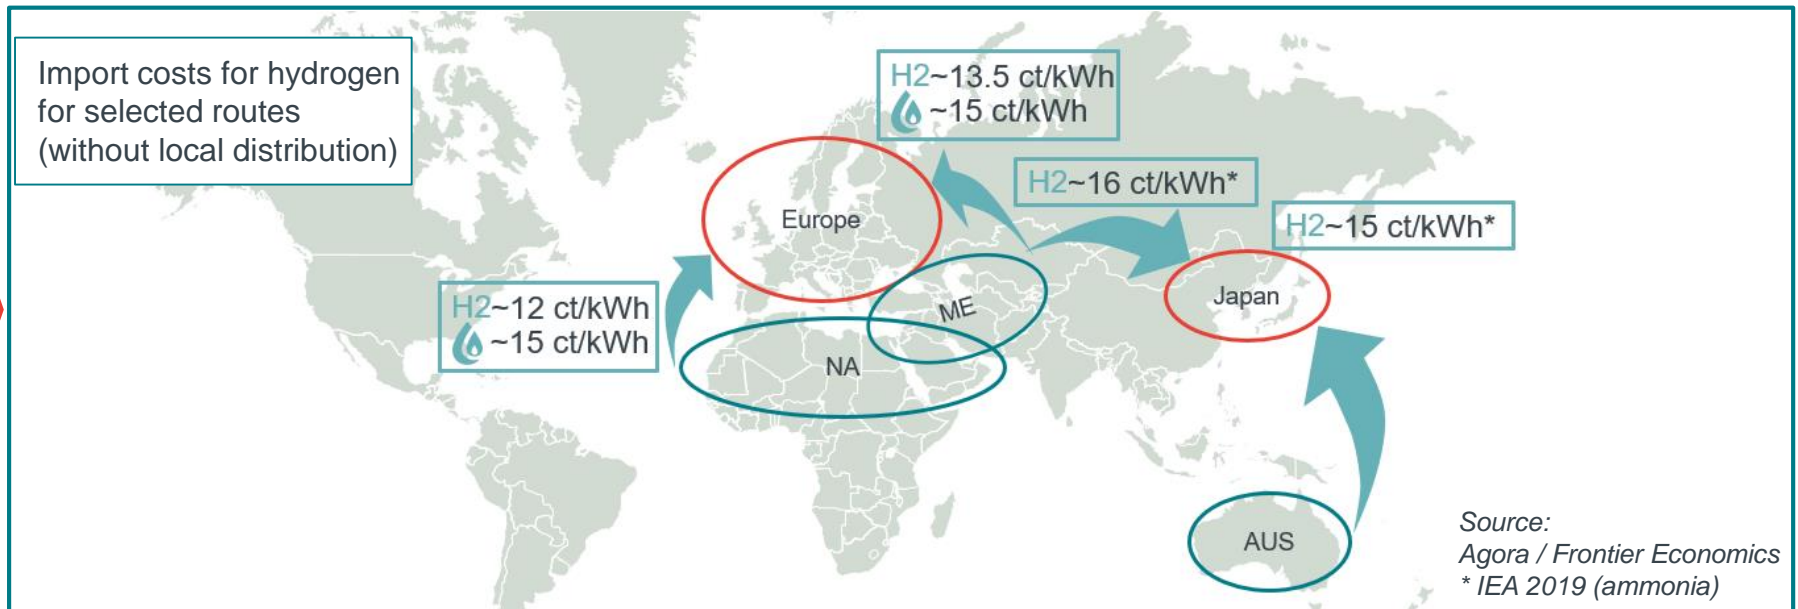 Import costs for hydrogen
for selected routes
(without local distribution)
H2~13.5 ct/kWh
~15 ct/kWh
H2~16 ct/kWh*
H2~15 ct/kWh*
Europe
H2~12 ct/kWh
~15 ct/kWh
ME
Japan
NA
AUS
Source:
Agora / Frontier Economics
* IEA 2019 (ammonia)